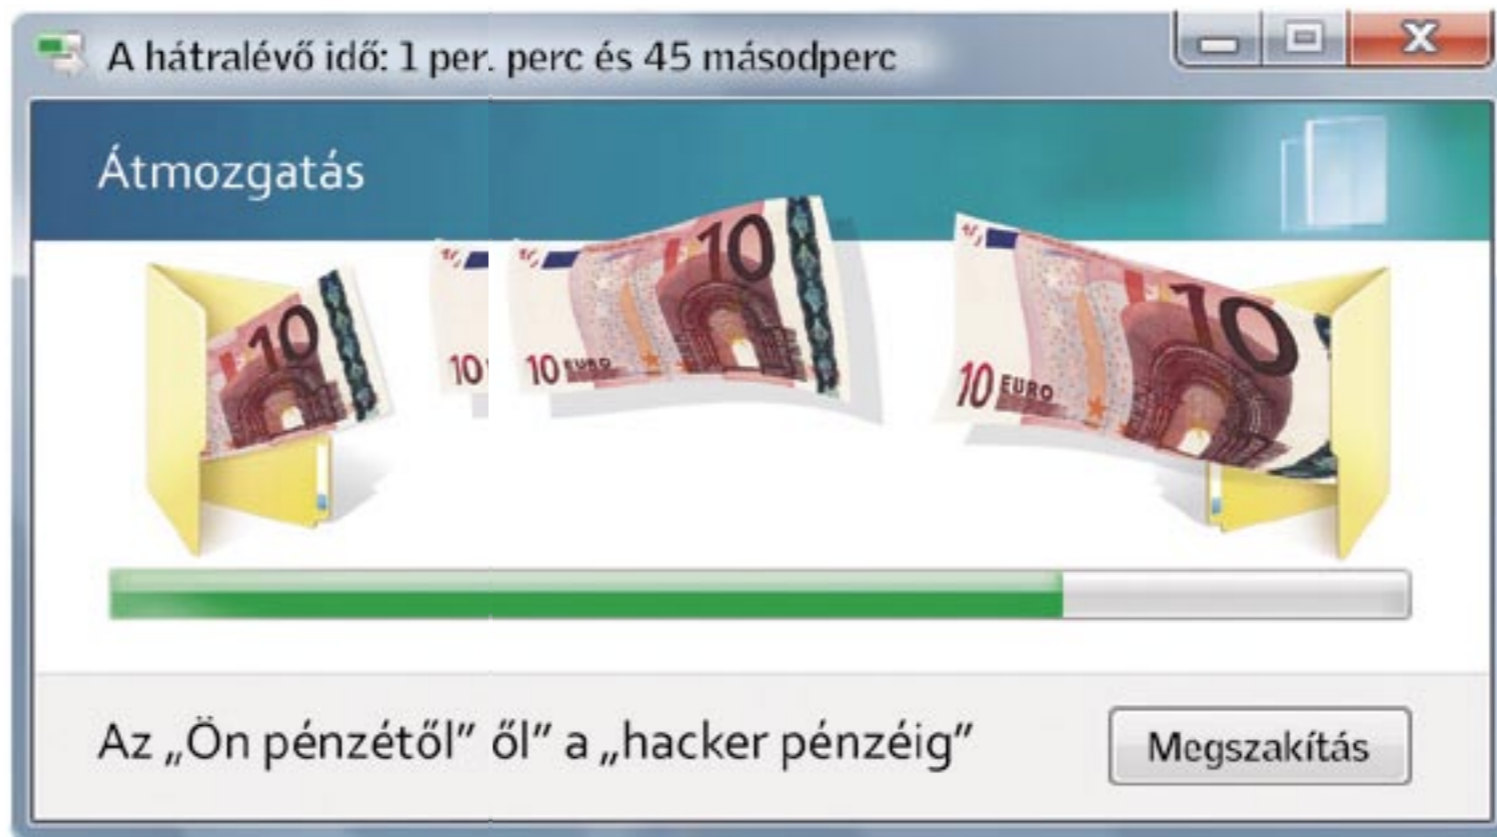 A hátralévő idő: 1 per. perc és 45 másodperc
Átmozgatás
10
10
10 EURO
10
10 EURO
10
Az „Ön pénzétől” ől” a „hacker pénzéig”
Megszakítás